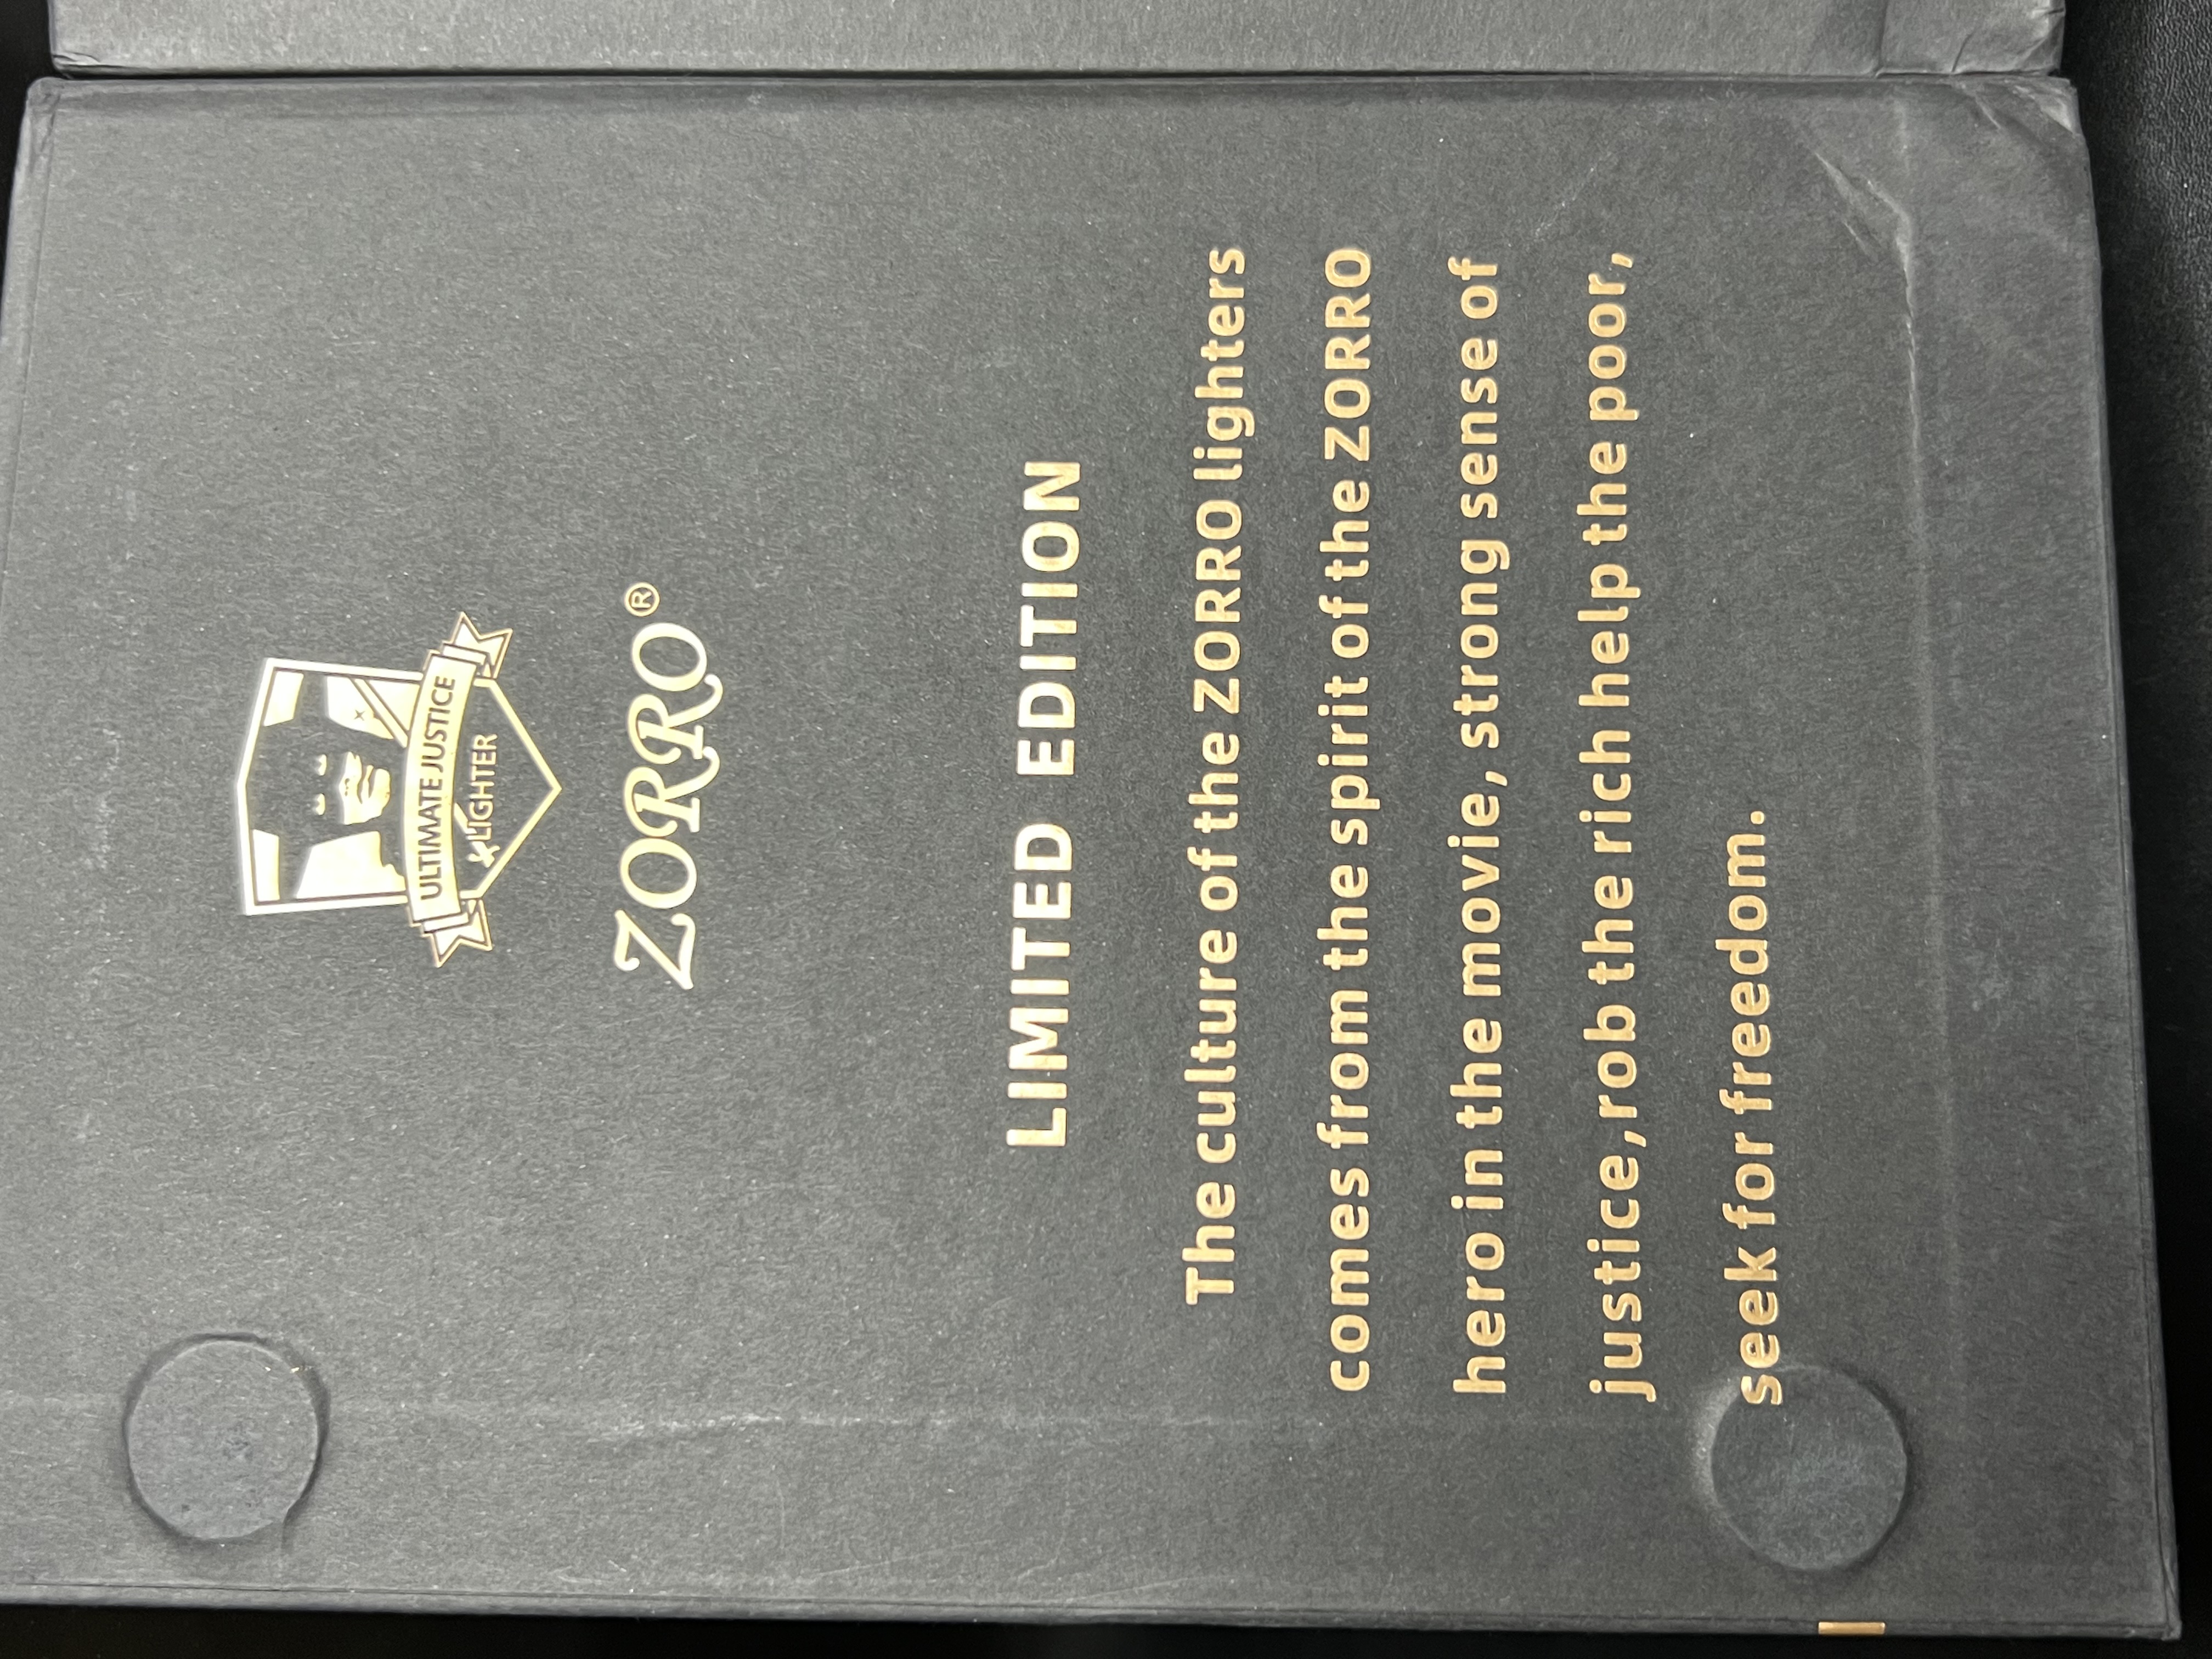 ULTIMATE JUSTICE
LIGHTER
ZORRO®
LIMITED EDITION
The culture of the ZORRO lighters
comes from the spirit of the ZORRO
hero in the movie, strong sense of
justice,rob the rich help the poor,
seek for freedom.